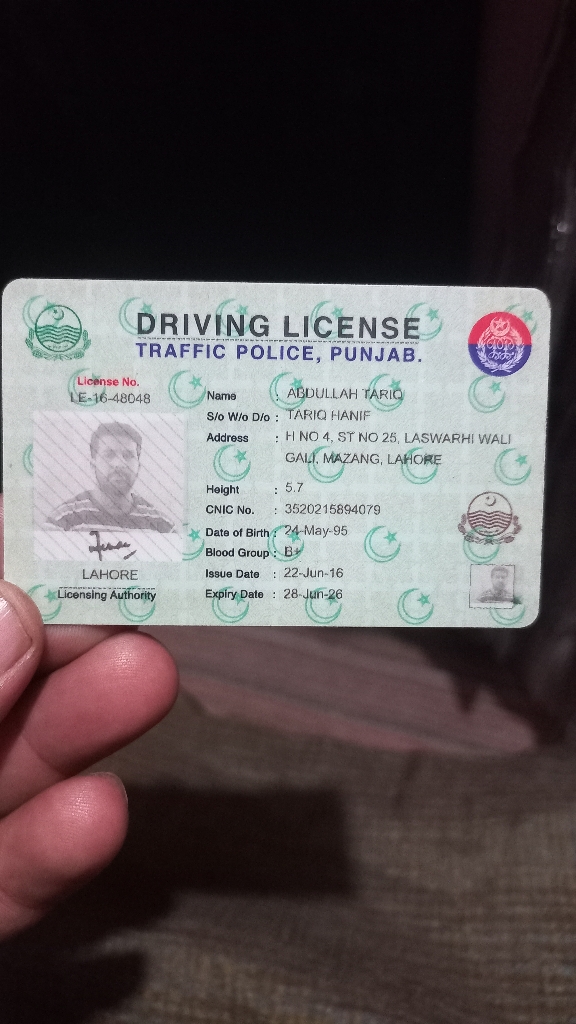 DRIVING LICENSE
TRAFFIC POLICE, PUNJAB.
License No.
LE-16-48048
Name : ABDULLAH TARIQ
S/o W/o D/o : TARIQ HANIF
Address : H NO 4, ST NO 25, LASWARHI WALI
GALI, MAZANG, LAHORE
Height : 5.7
CNIC No. : 3520215894079
Date of Birth : 24-May-95
Blood Group : B+
Issue Date : 22-Jun-16
Expiry Date : 28-Jun-26
LAHORE
Licensing Authority